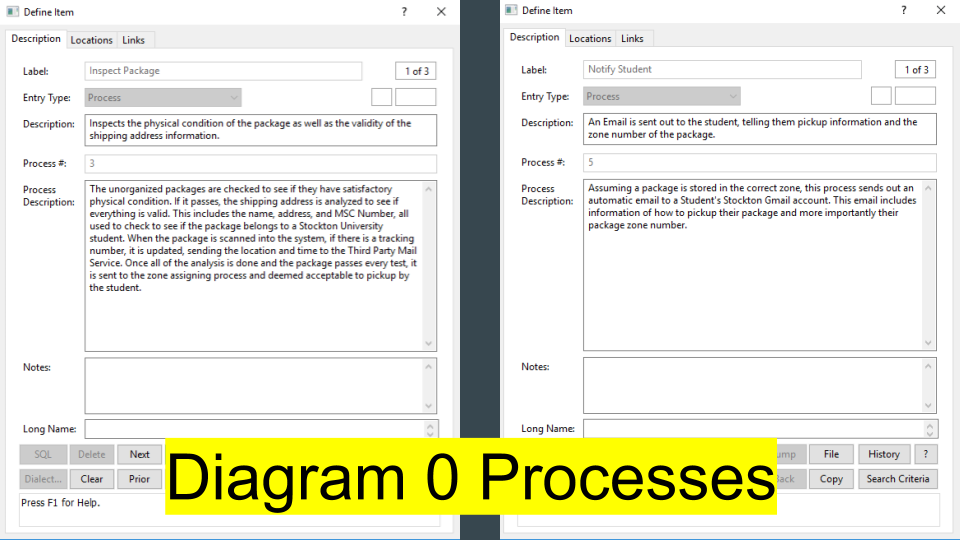 Define Item
? ×
Description Locations Links
Label: Inspect Package 1 of 3
Entry Type: Process
Description: Inspects the physical condition of the package as well as the validity of the
shipping address information.
Process #: 3
Process
Description:
The unorganized packages are checked to see if they have satisfactory
physical condition. If it passes, the shipping address is analyzed to see if
everything is valid. This includes the name, address, and MSC Number, all
used to check to see if the package belongs to a Stockton University
student. When the package is scanned into the system, if there is a tracking
number, it is updated, sending the location and time to the Third Party Mail
Service. Once all of the analysis is done and the package passes every test, it
is sent to the zone assigning process and deemed acceptable to pickup by
the student.
Notes:
Long Name:
SQL Delete Next
Dialect... Clear Prior
Press F1 for Help.
Define Item
? ×
Description Locations Links
Label: Notify Student 1 of 3
Entry Type: Process
Description: An Email is sent out to the student, telling them pickup information and the
zone number of the package.
Process #: 5
Process
Description:
Assuming a package is stored in the correct zone, this process sends out an
automatic email to a Student's Stockton Gmail account. This email includes
information of how to pickup their package and more importantly their
package zone number.
Notes:
Long Name:
File History ?
Copy Search Criteria
Diagram 0 Processes